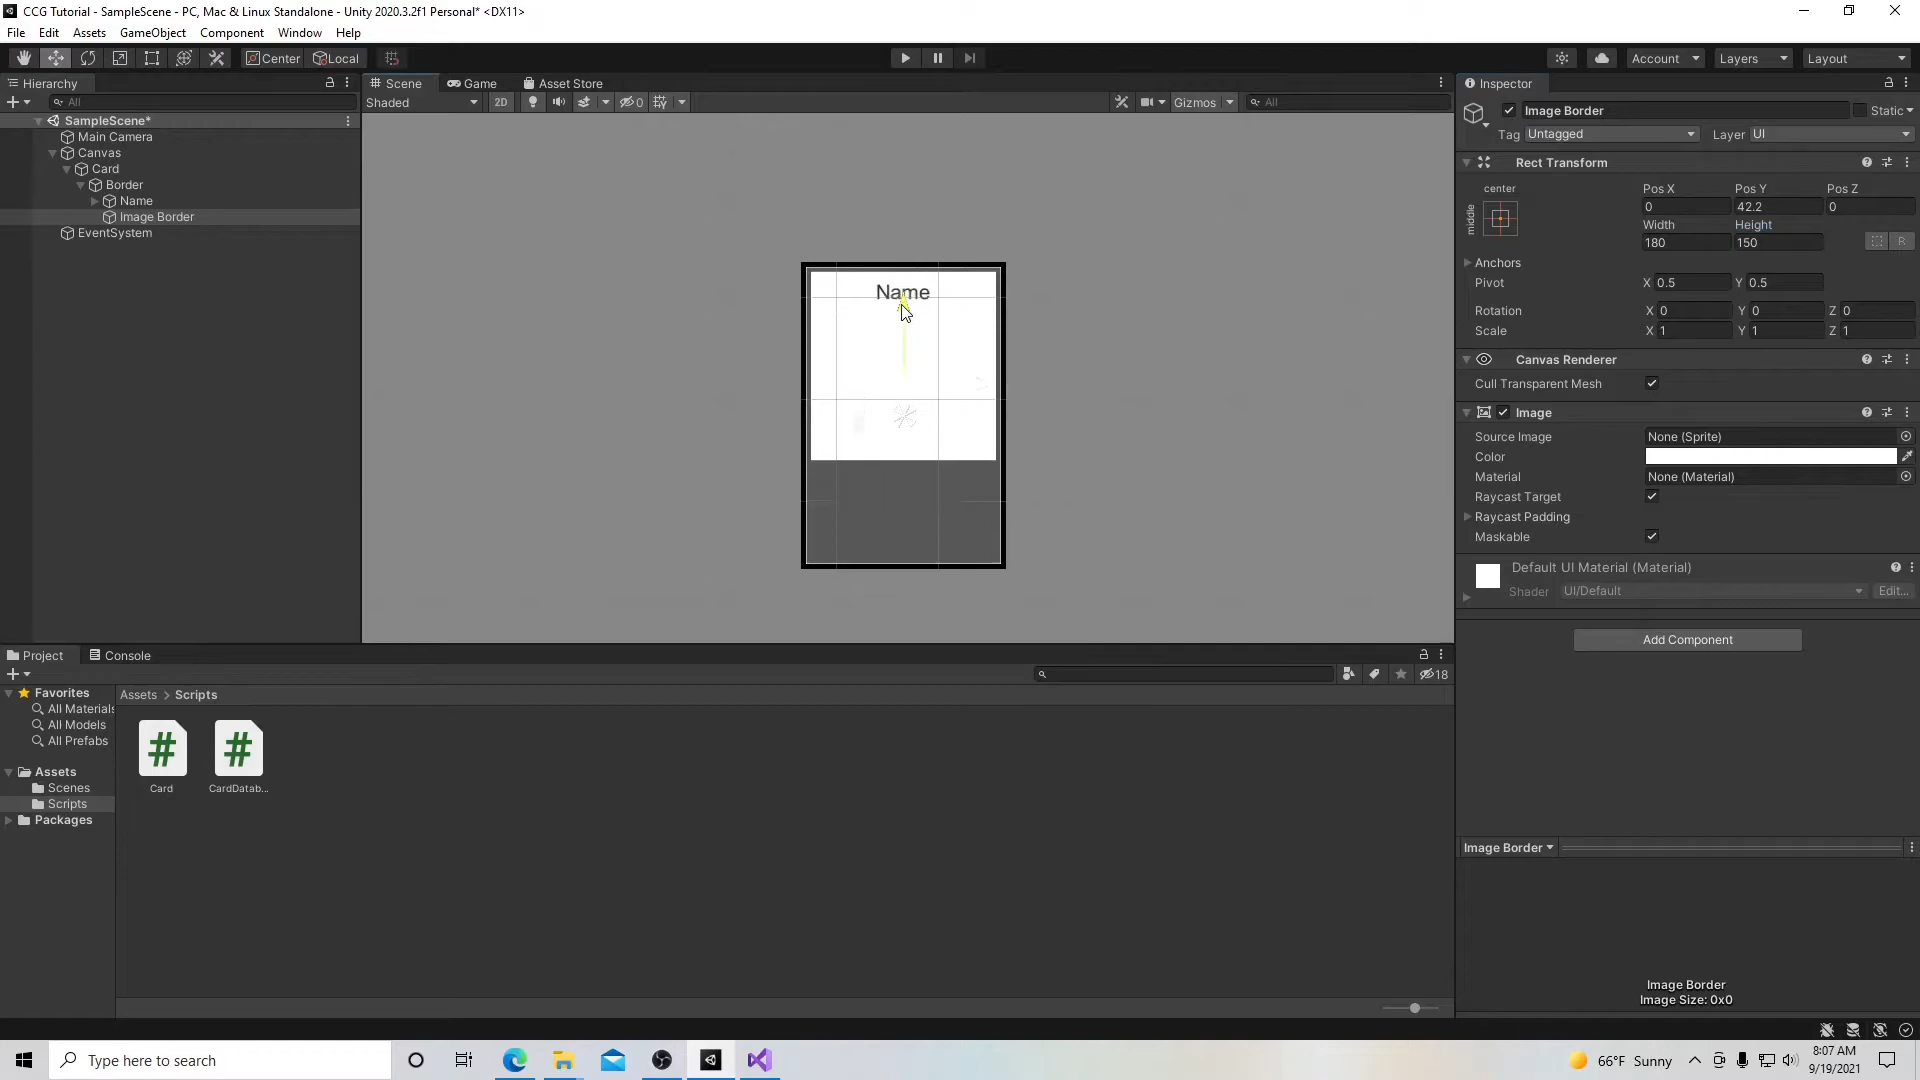 CCG Tutorial - SampleScene - PC, Mac & Linux Standalone - Unity 2020.3.2f1 Personal* <DX11>
File Edit Assets GameObject Component Window Help
Center Local Account Layers Layout
Hierarchy
All
SampleScene*
Main Camera
Canvas
Card
Border
Name
Image Border
EventSystem
Scene Game Asset Store
Shaded 2D 0 Gizmos All
Name
Inspector
Image Border Static
Tag Untagged Layer UI
Rect Transform
center
middle
Pos X Pos Y Pos Z
0 42.2 0
Width Height
180 150 R
Anchors
Pivot X 0.5 Y 0.5
Rotation X 0 Y 0 Z 0
Scale X 1 Y 1 Z 1
Canvas Renderer
Cull Transparent Mesh
Image
Source Image None (Sprite)
Color
Material None (Material)
Raycast Target
Raycast Padding
Maskable
Default UI Material (Material)
Shader UI/Default Edit...
Add Component
Image Border
Image Border
Image Size: 0x0
Project Console
18
Favorites
All Materials
All Models
All Prefabs
Assets
Scenes
Scripts
Packages
Assets > Scripts
Card CardDatab...
Type here to search
66°F Sunny
8:07 AM
9/19/2021